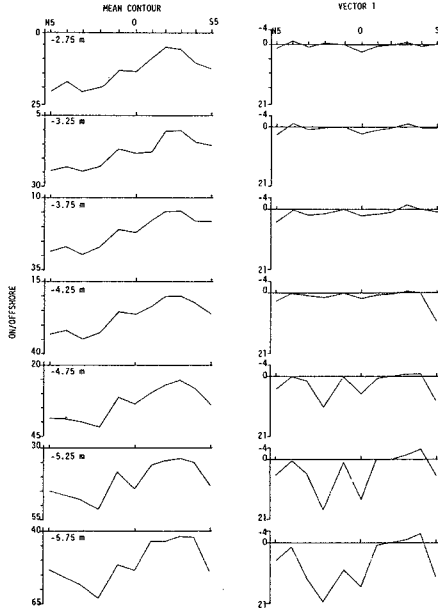 MEAN CONTOUR
VECTOR 1
N5 0 S5
N5 0
ON/OFFSHORE
0
-2.75 m
25
-4
0
21
5
-3.25 m
30
-4
0
21
10
-3.75 m
35
-4
0
21
15
-4.25 m
40
-4
0
21
20
-4.75 m
45
-4
0
21
30
-5.25 m
55
-4
0
21
40
-5.75 m
65
-4
0
21